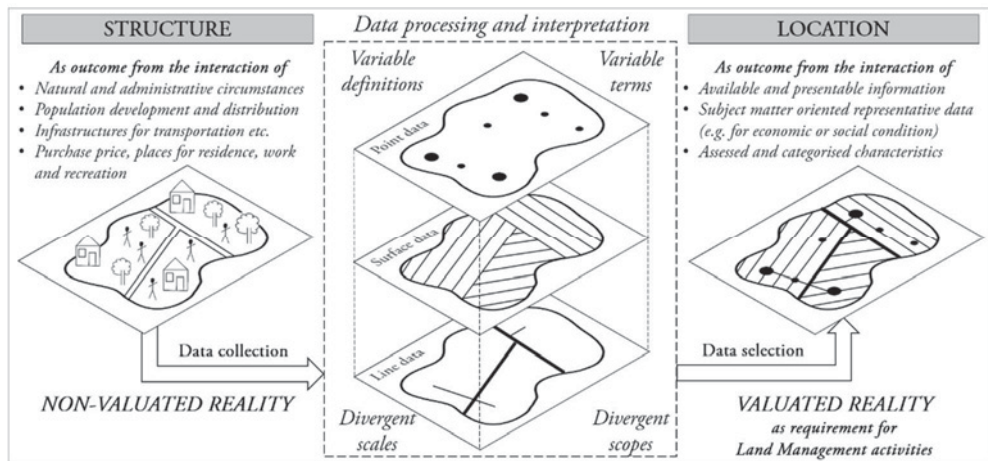 STRUCTURE
As outcome from the interaction of
• Natural and administrative circumstances
• Population development and distribution
• Infrastructures for transportation etc.
• Purchase price, places for residence, work
and recreation
Data collection
NON-VALUATED REALITY
Data processing and interpretation
Variable
definitions
Variable
terms
Point data
Surface data
Line data
Divergent
scales
Divergent
scopes
LOCATION
As outcome from the interaction of
• Available and presentable information
• Subject matter oriented representative data
(e.g. for economic or social condition)
• Assessed and categorised characteristics
Data selection
VALUATED REALITY
as requirement for
Land Management activities